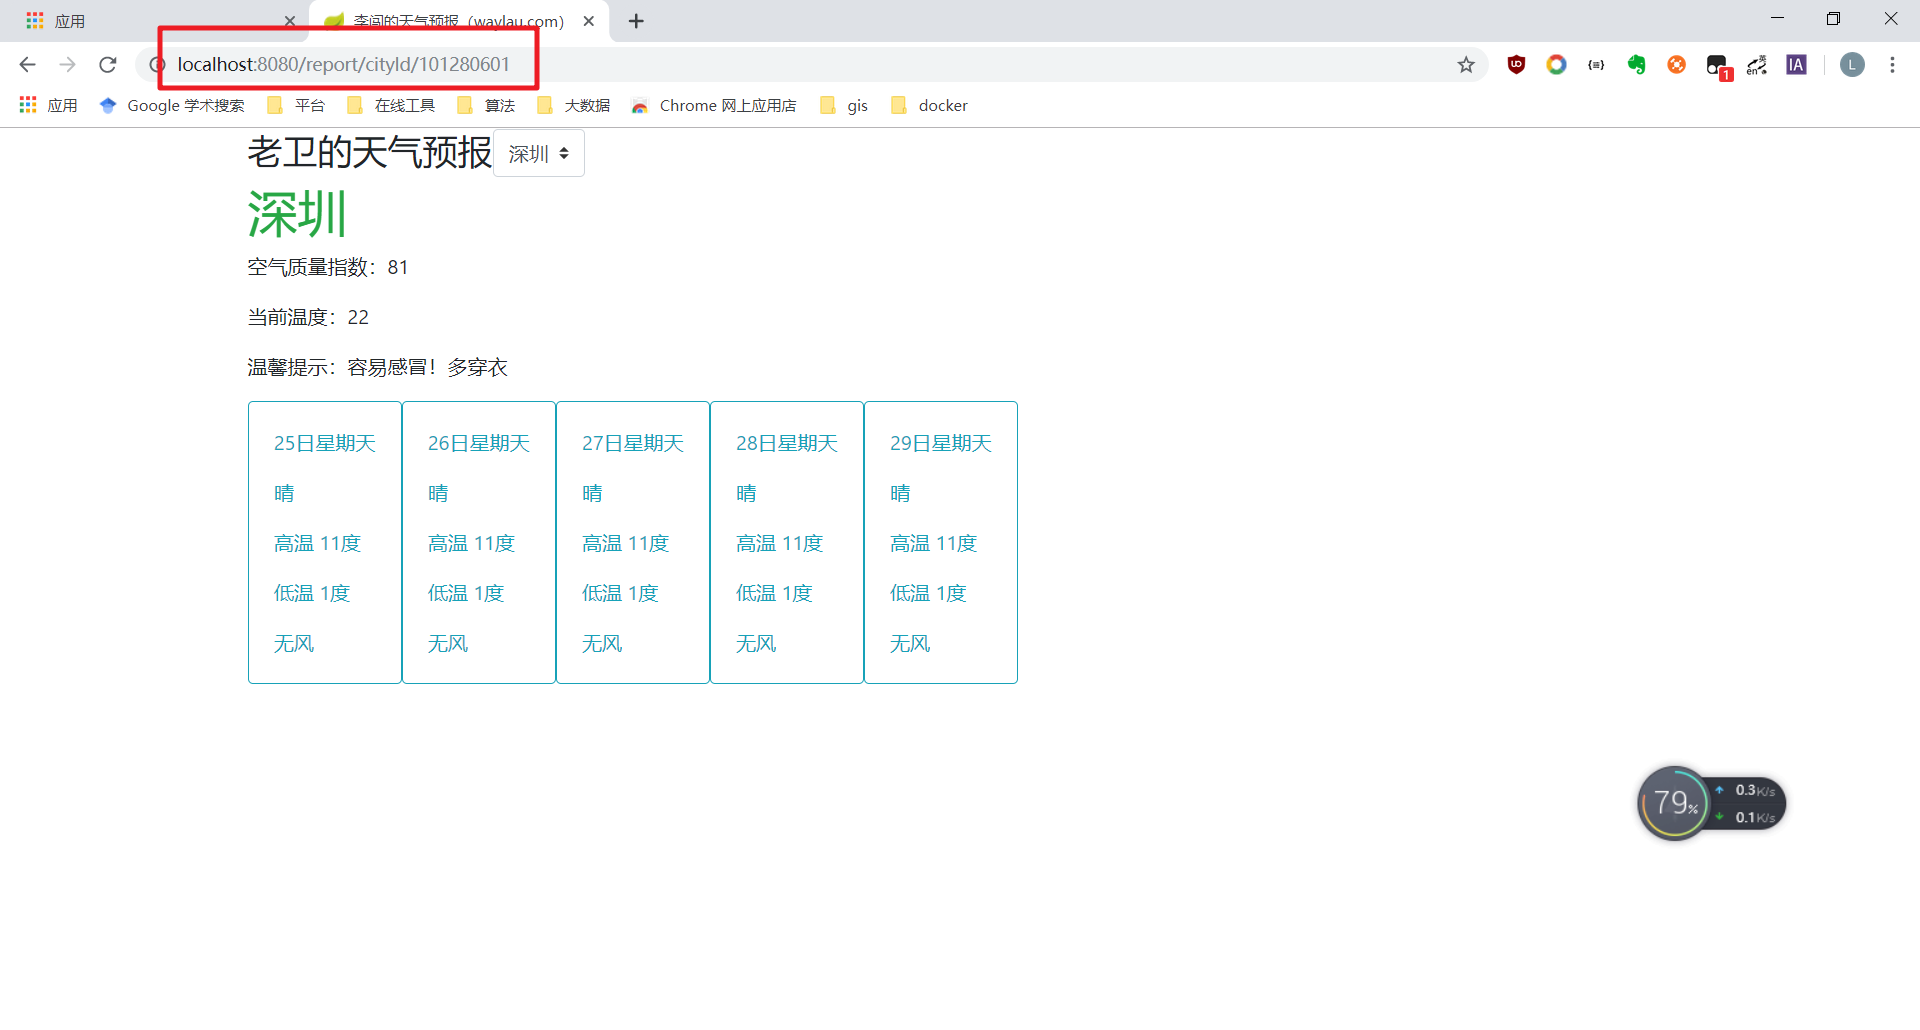 应用
李闯的天气预报（waylau.com）
localhost:8080/report/cityId/101280601
应用 Google 学术搜索 平台 在线工具 算法 大数据 Chrome 网上应用店 gis docker
UD {≡} 1 英 en IA L
老卫的天气预报 深圳
深圳
空气质量指数：81
当前温度：22
温馨提示：容易感冒！多穿衣
25日星期天 26日星期天 27日星期天 28日星期天 29日星期天
晴 晴 晴 晴 晴
高温 11度 高温 11度 高温 11度 高温 11度 高温 11度
低温 1度 低温 1度 低温 1度 低温 1度 低温 1度
无风 无风 无风 无风 无风
79% 0.3K/s
0.1K/s